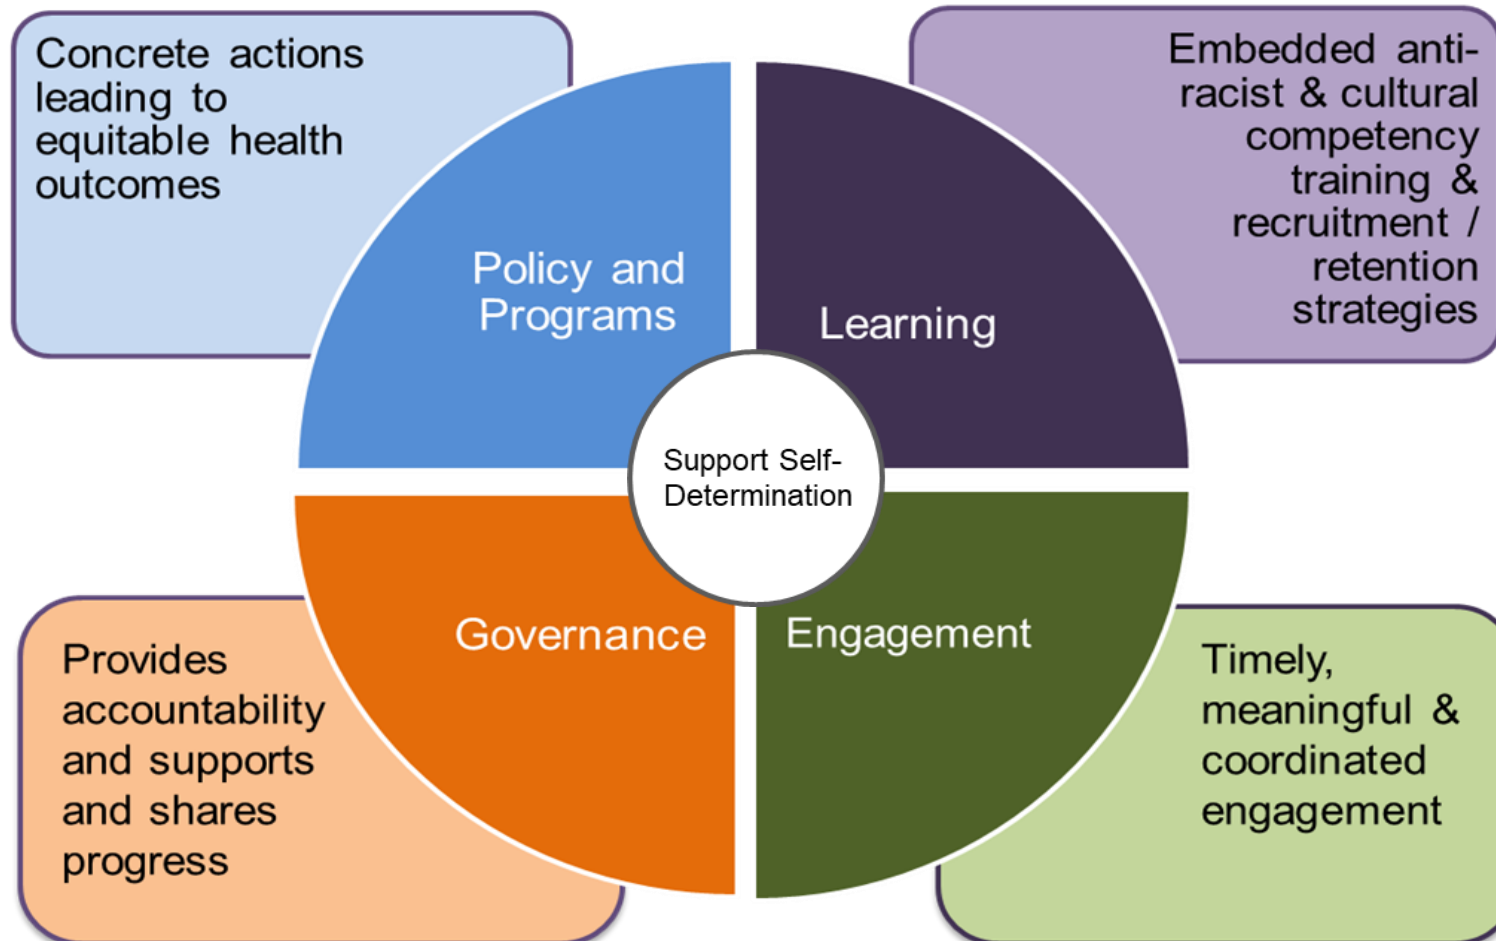 Concrete actions
leading to
equitable health
outcomes
Embedded anti-
racist & cultural
competency
training &
recruitment /
retention
strategies
Policy and
Programs
Learning
Support Self-
Determination
Governance
Engagement
Provides
accountability
and supports
and shares
progress
Timely,
meaningful &
coordinated
engagement